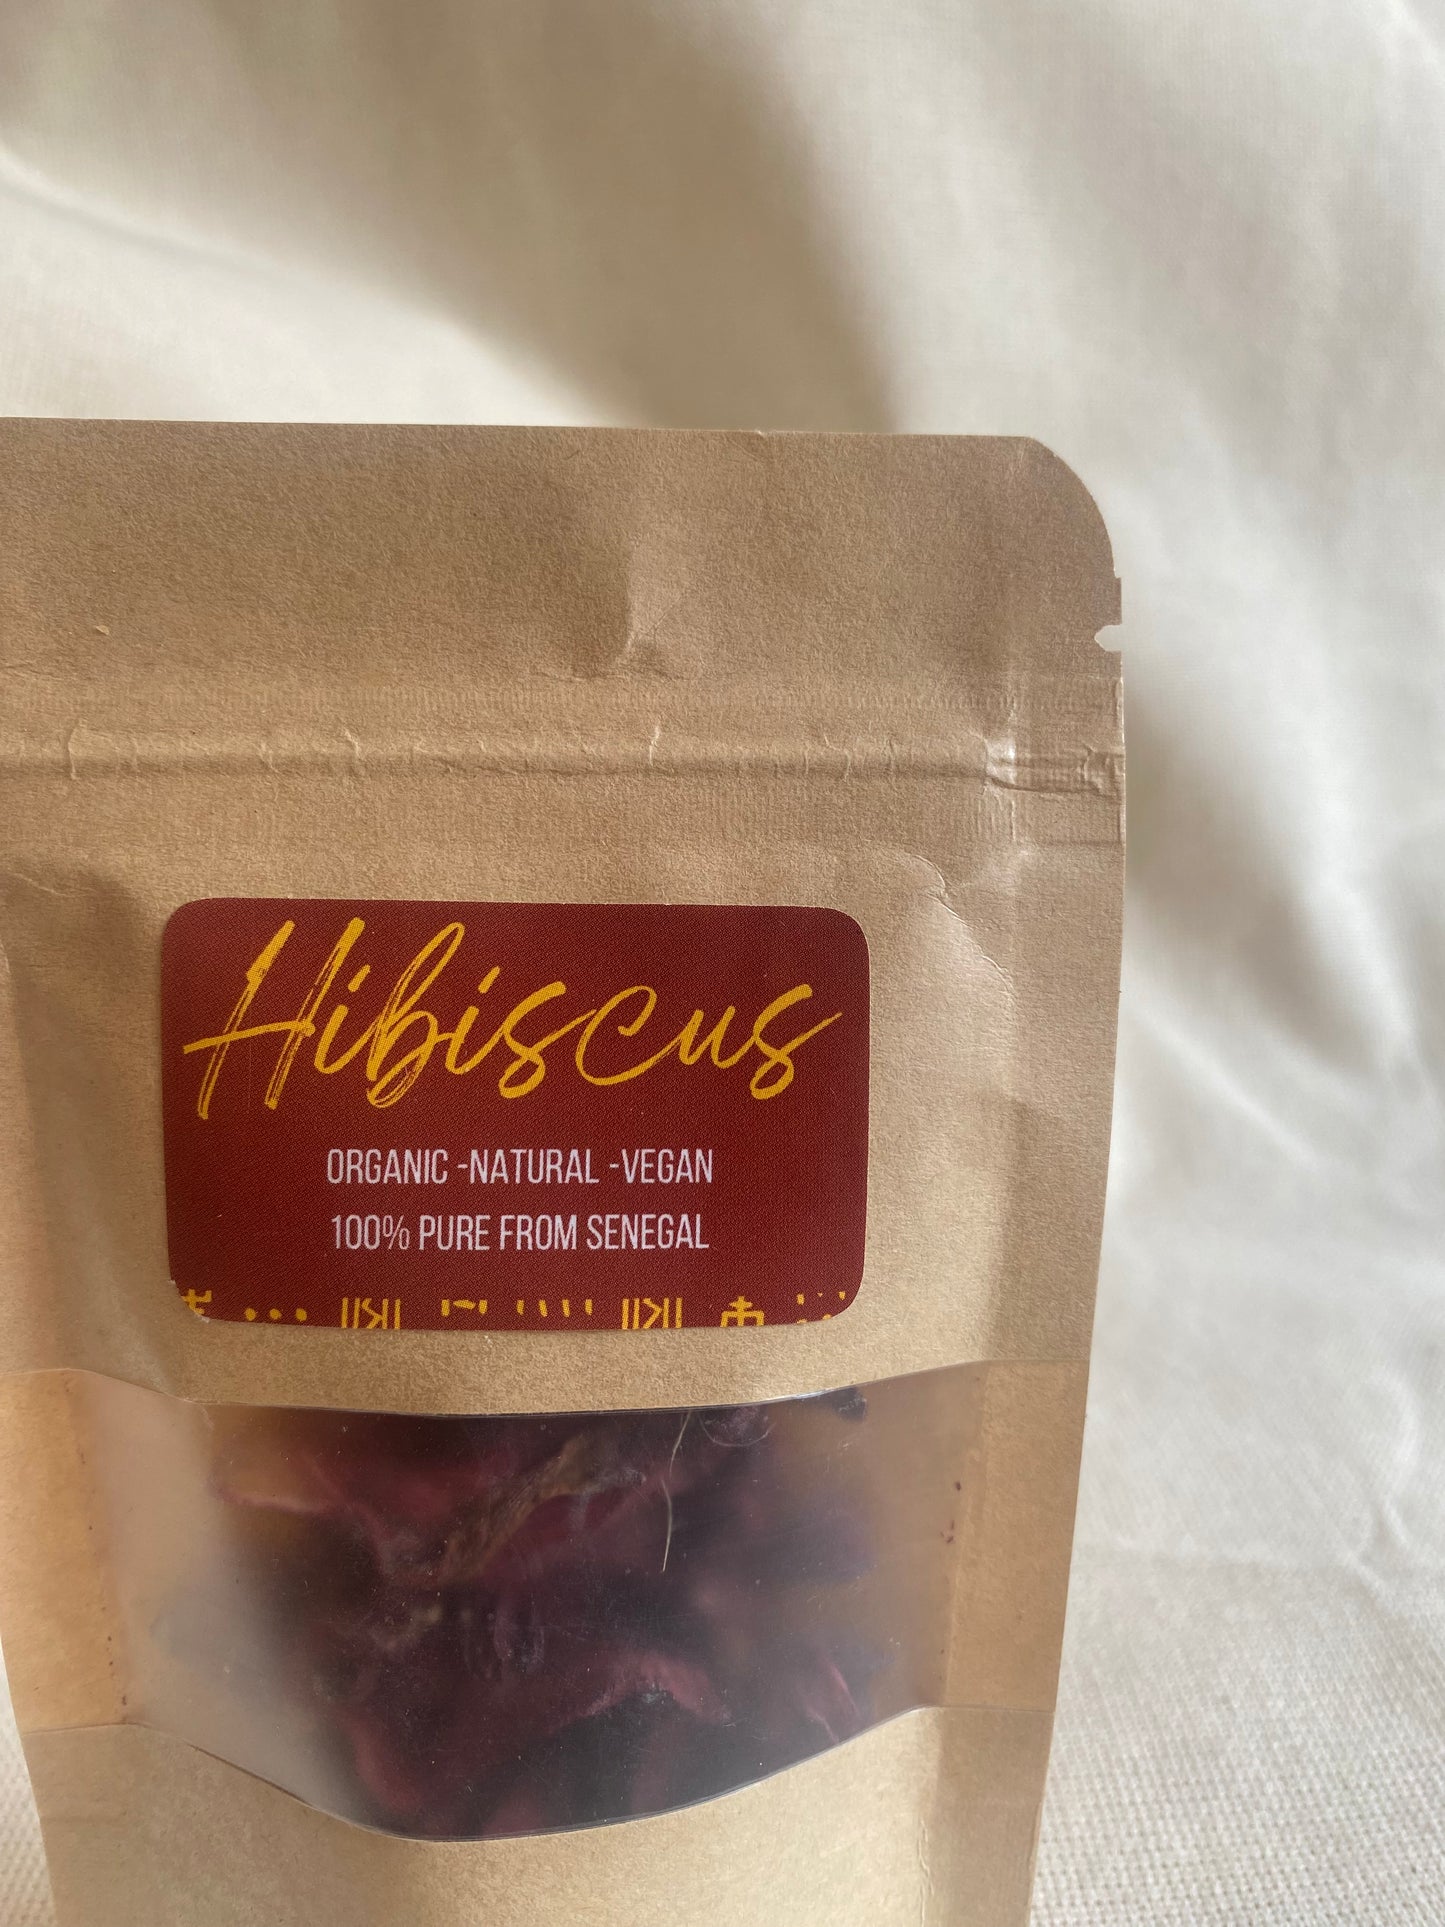 Hibiscus
ORGANIC -NATURAL -VEGAN
100% PURE FROM SENEGAL